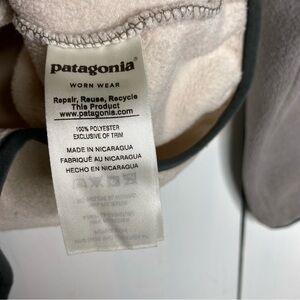 patagonia®
WORN WEAR
Repair, Reuse, Recycle
This Product
www.patagonia.com
100% POLYESTER
EXCLUSIVE OF TRIM
MADE IN NICARAGUA
FABRIQUÉ AU NICARAGUA
HECHO EN NICARAGUA